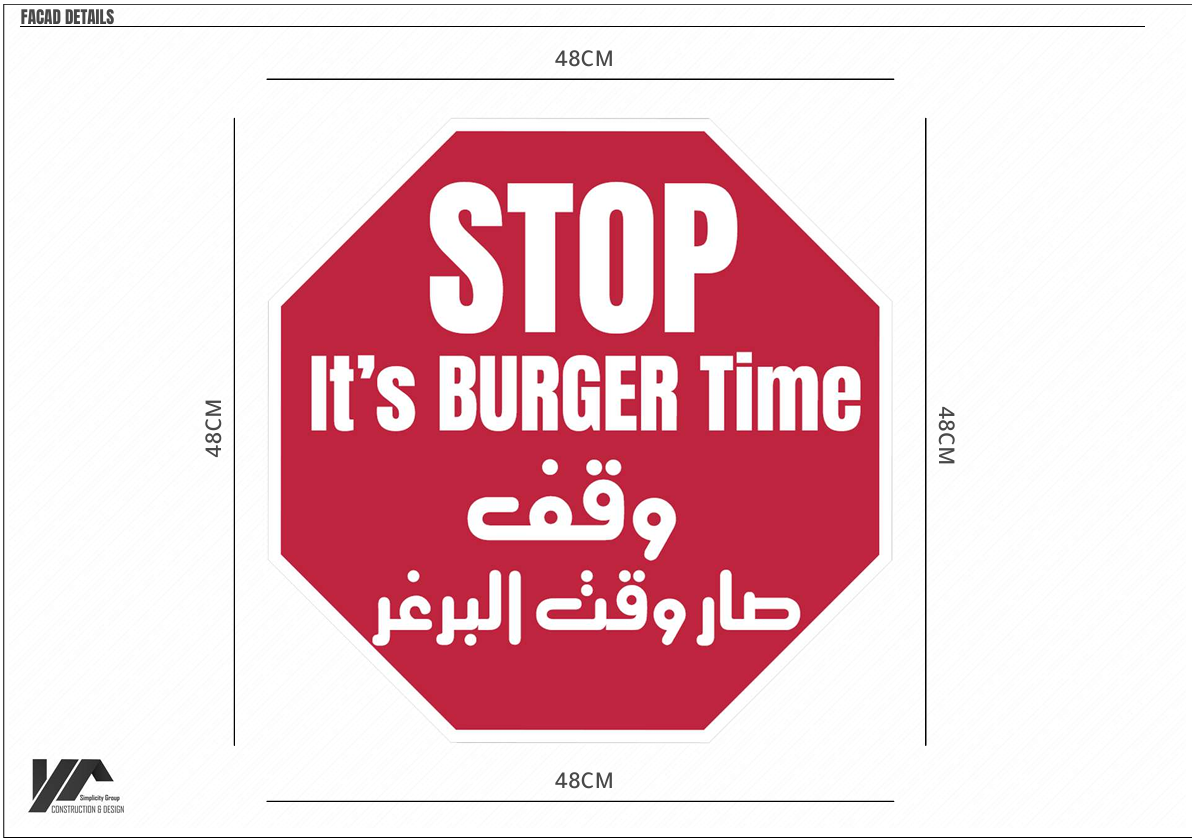 FACAD DETAILS
48CM
STOP
It's BURGER Time
وقف
صار وقت البرغر
48CM
48CM
48CM
Simplicity Group
CONSTRUCTION & DESIGN